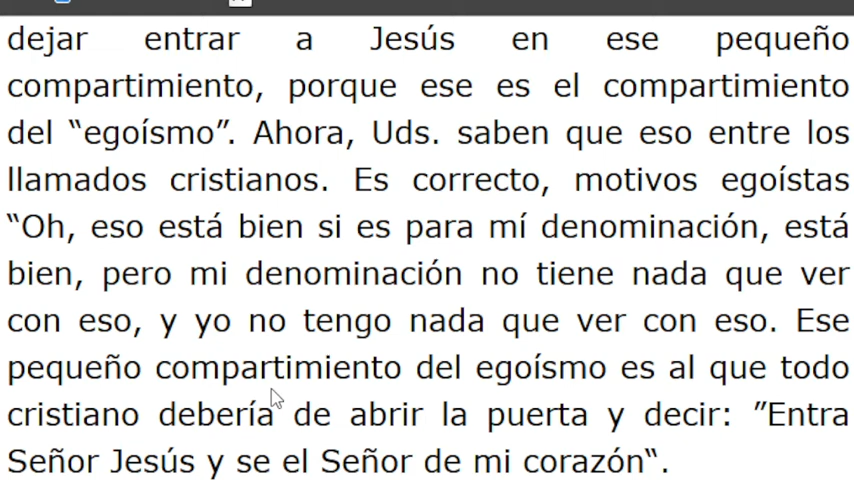 dejar entrar a Jesús en ese pequeño
compartimiento, porque ese es el compartimiento
del “egoísmo”. Ahora, Uds. saben que eso entre los
llamados cristianos. Es correcto, motivos egoístas
“Oh, eso está bien si es para mí denominación, está
bien, pero mi denominación no tiene nada que ver
con eso, y yo no tengo nada que ver con eso. Ese
pequeño compartimiento del egoísmo es al que todo
cristiano debería de abrir la puerta y decir: ”Entra
Señor Jesús y se el Señor de mi corazón“.